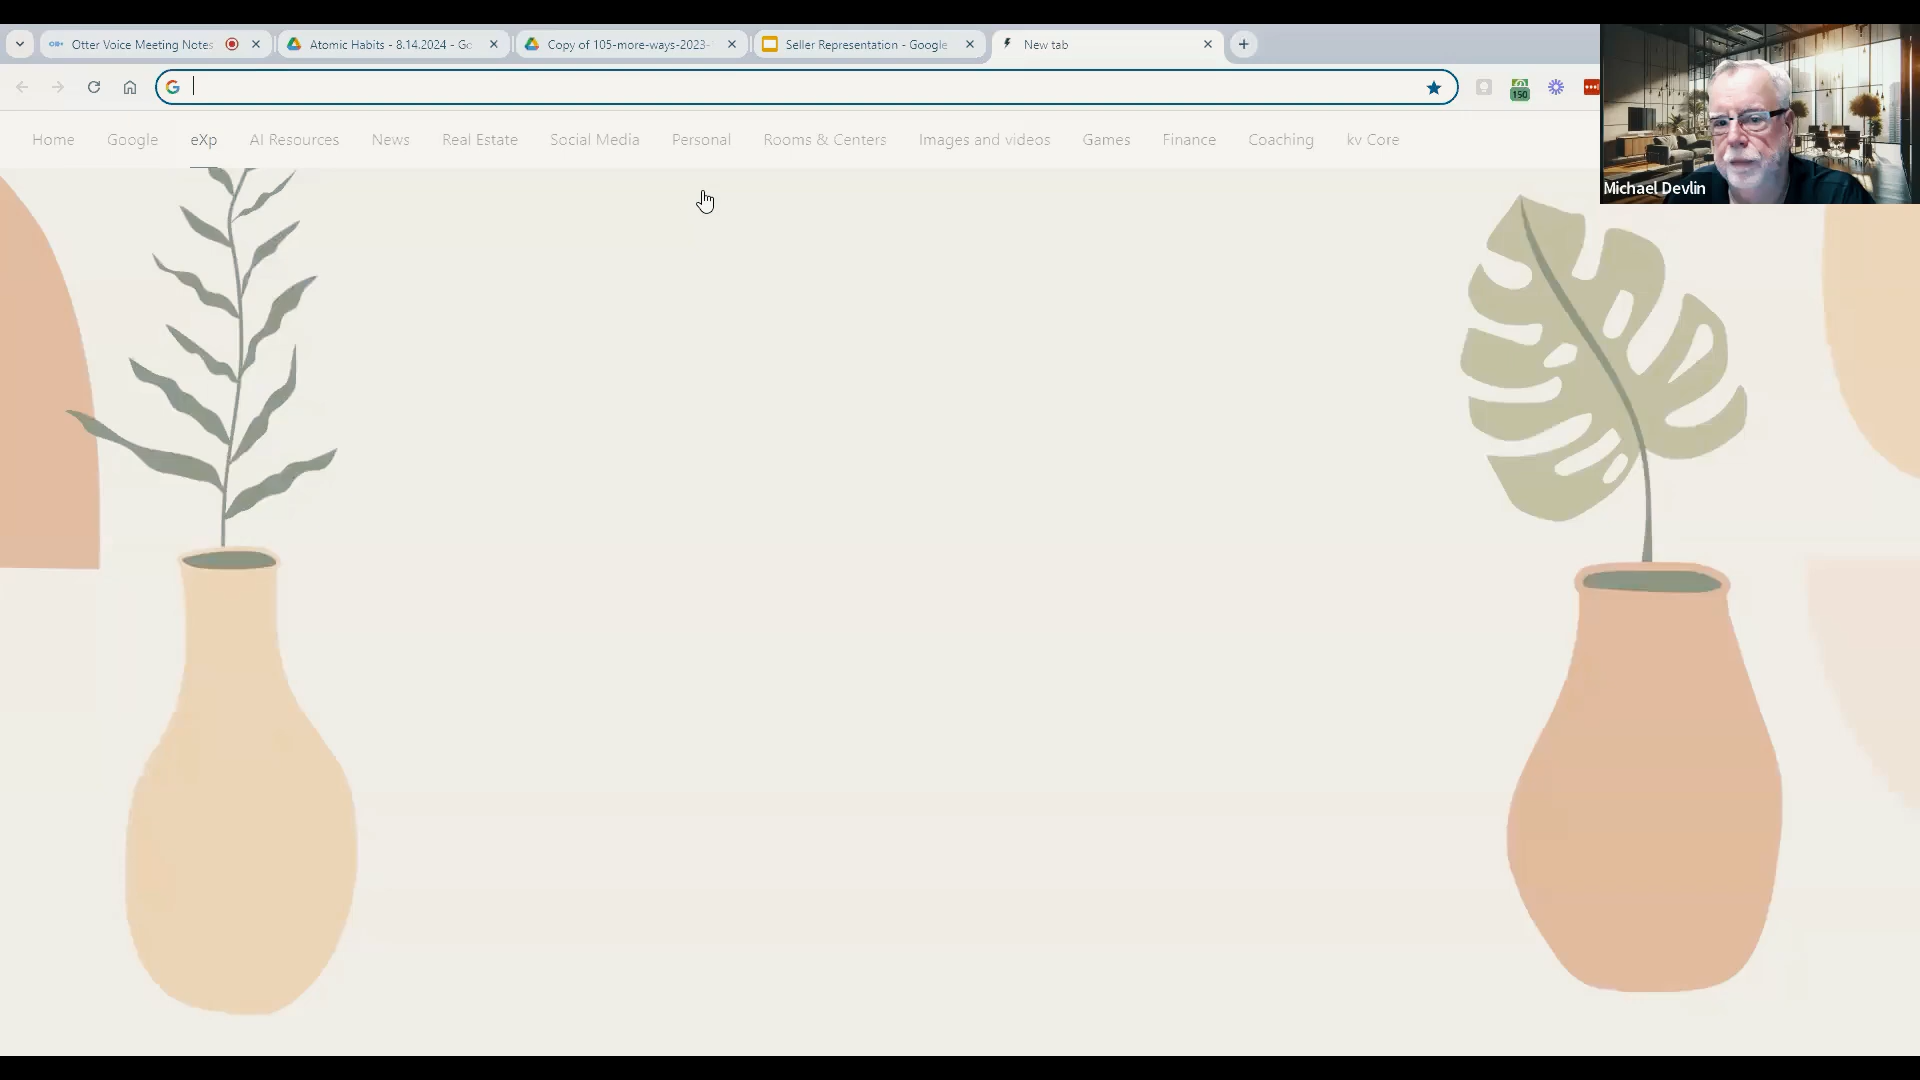 Otter Voice Meeting Notes
Atomic Habits - 8.14.2024 - Go
Copy of 105-more-ways-2023-
Seller Representation - Google
New tab
150
Home Google eXp AI Resources News Real Estate Social Media Personal Rooms & Centers Images and videos Games Finance Coaching kv Core
Michael Devlin